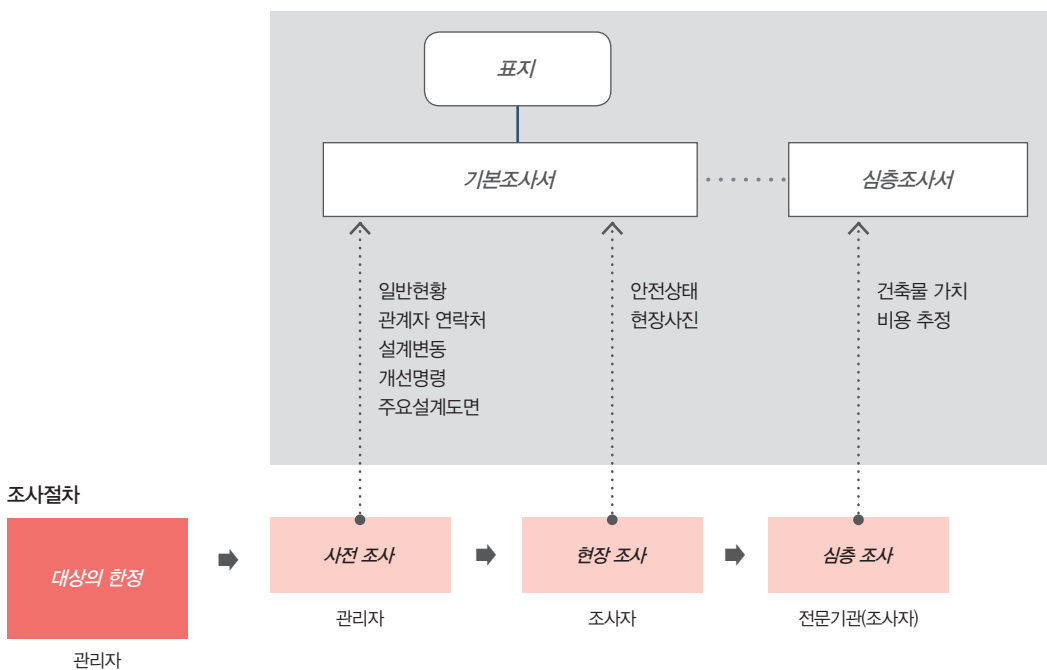 표지
기본조사서
심층조사서
일반현황
관계자 연락처
설계변동
개선명령
주요설계도면
안전상태
현장사진
건축물 가치
비용 추정
조사절차
대상의 한정
관리자
사전 조사
관리자
현장 조사
조사자
심층 조사
전문기관(조사자)